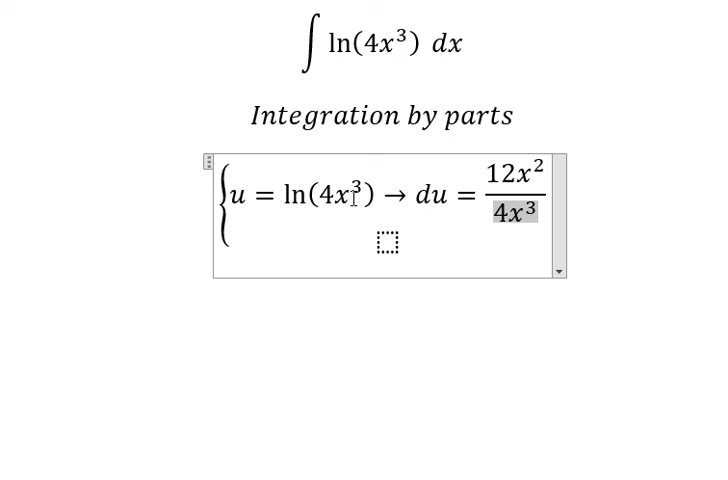 ∫ ln(4x³) dx
Integration by parts
{u = ln(4x³) → du = 12x²/4x³